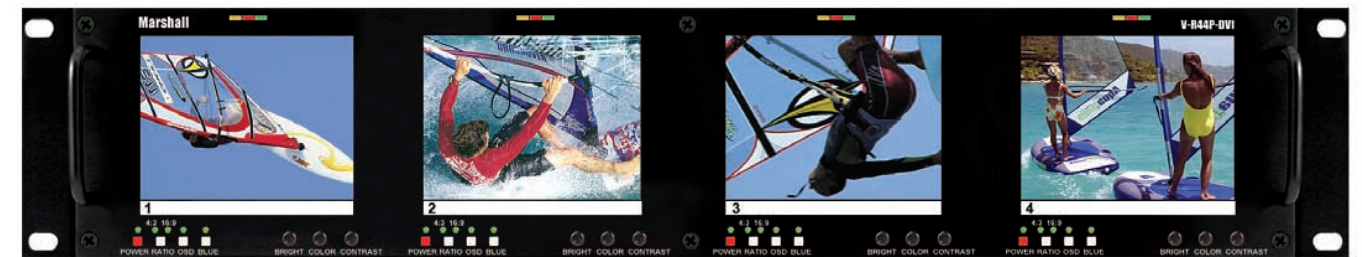 Marshall
V-R44P-DVI
1
2
3
4
4:3 16:9
4:3 16:9
4:3 16:9
4:3 16:9
POWER RATIO OSD BLUE
BRIGHT COLOR CONTRAST
POWER RATIO OSD BLUE
BRIGHT COLOR CONTRAST
POWER RATIO OSD BLUE
BRIGHT COLOR CONTRAST
POWER RATIO OSD BLUE
BRIGHT COLOR CONTRAST